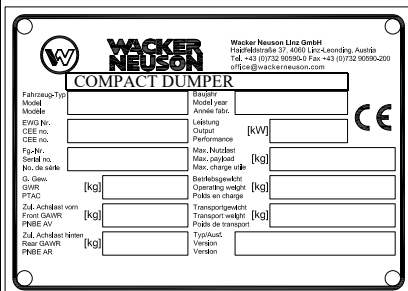 WACKER
NEUSON
Wacker Neuson Linz GmbH
Haidfeldstraße 37, 4060 Linz-Leonding, Austria
Tel. +43 (0)732 90590-0 Fax +43 (0)732 90590-200
office@wackerneuson.com
COMPACT DUMPER
Fahrzeug-Typ
Model
Modèle
Baujahr
Model year
Année fabr.
EWG Nr.
CEE no.
CEE no.
Leistung
Output [kW]
Performance
CE
Fg.-Nr.
Serial no.
No. de série
Max. Nutzlast
Max. payload [kg]
Max. charge utile
G. Gew.
GWR [kg]
PTAC
Betriebsgewicht
Operating weight [kg]
Poids en charge
Zul. Achslast vorn
Front GAWR [kg]
PNBE AV
Transportgewicht
Transport weight [kg]
Poids de transport
Zul. Achslast hinten
Rear GAWR [kg]
PNBE AR
Typ/Ausf.
Version
Version